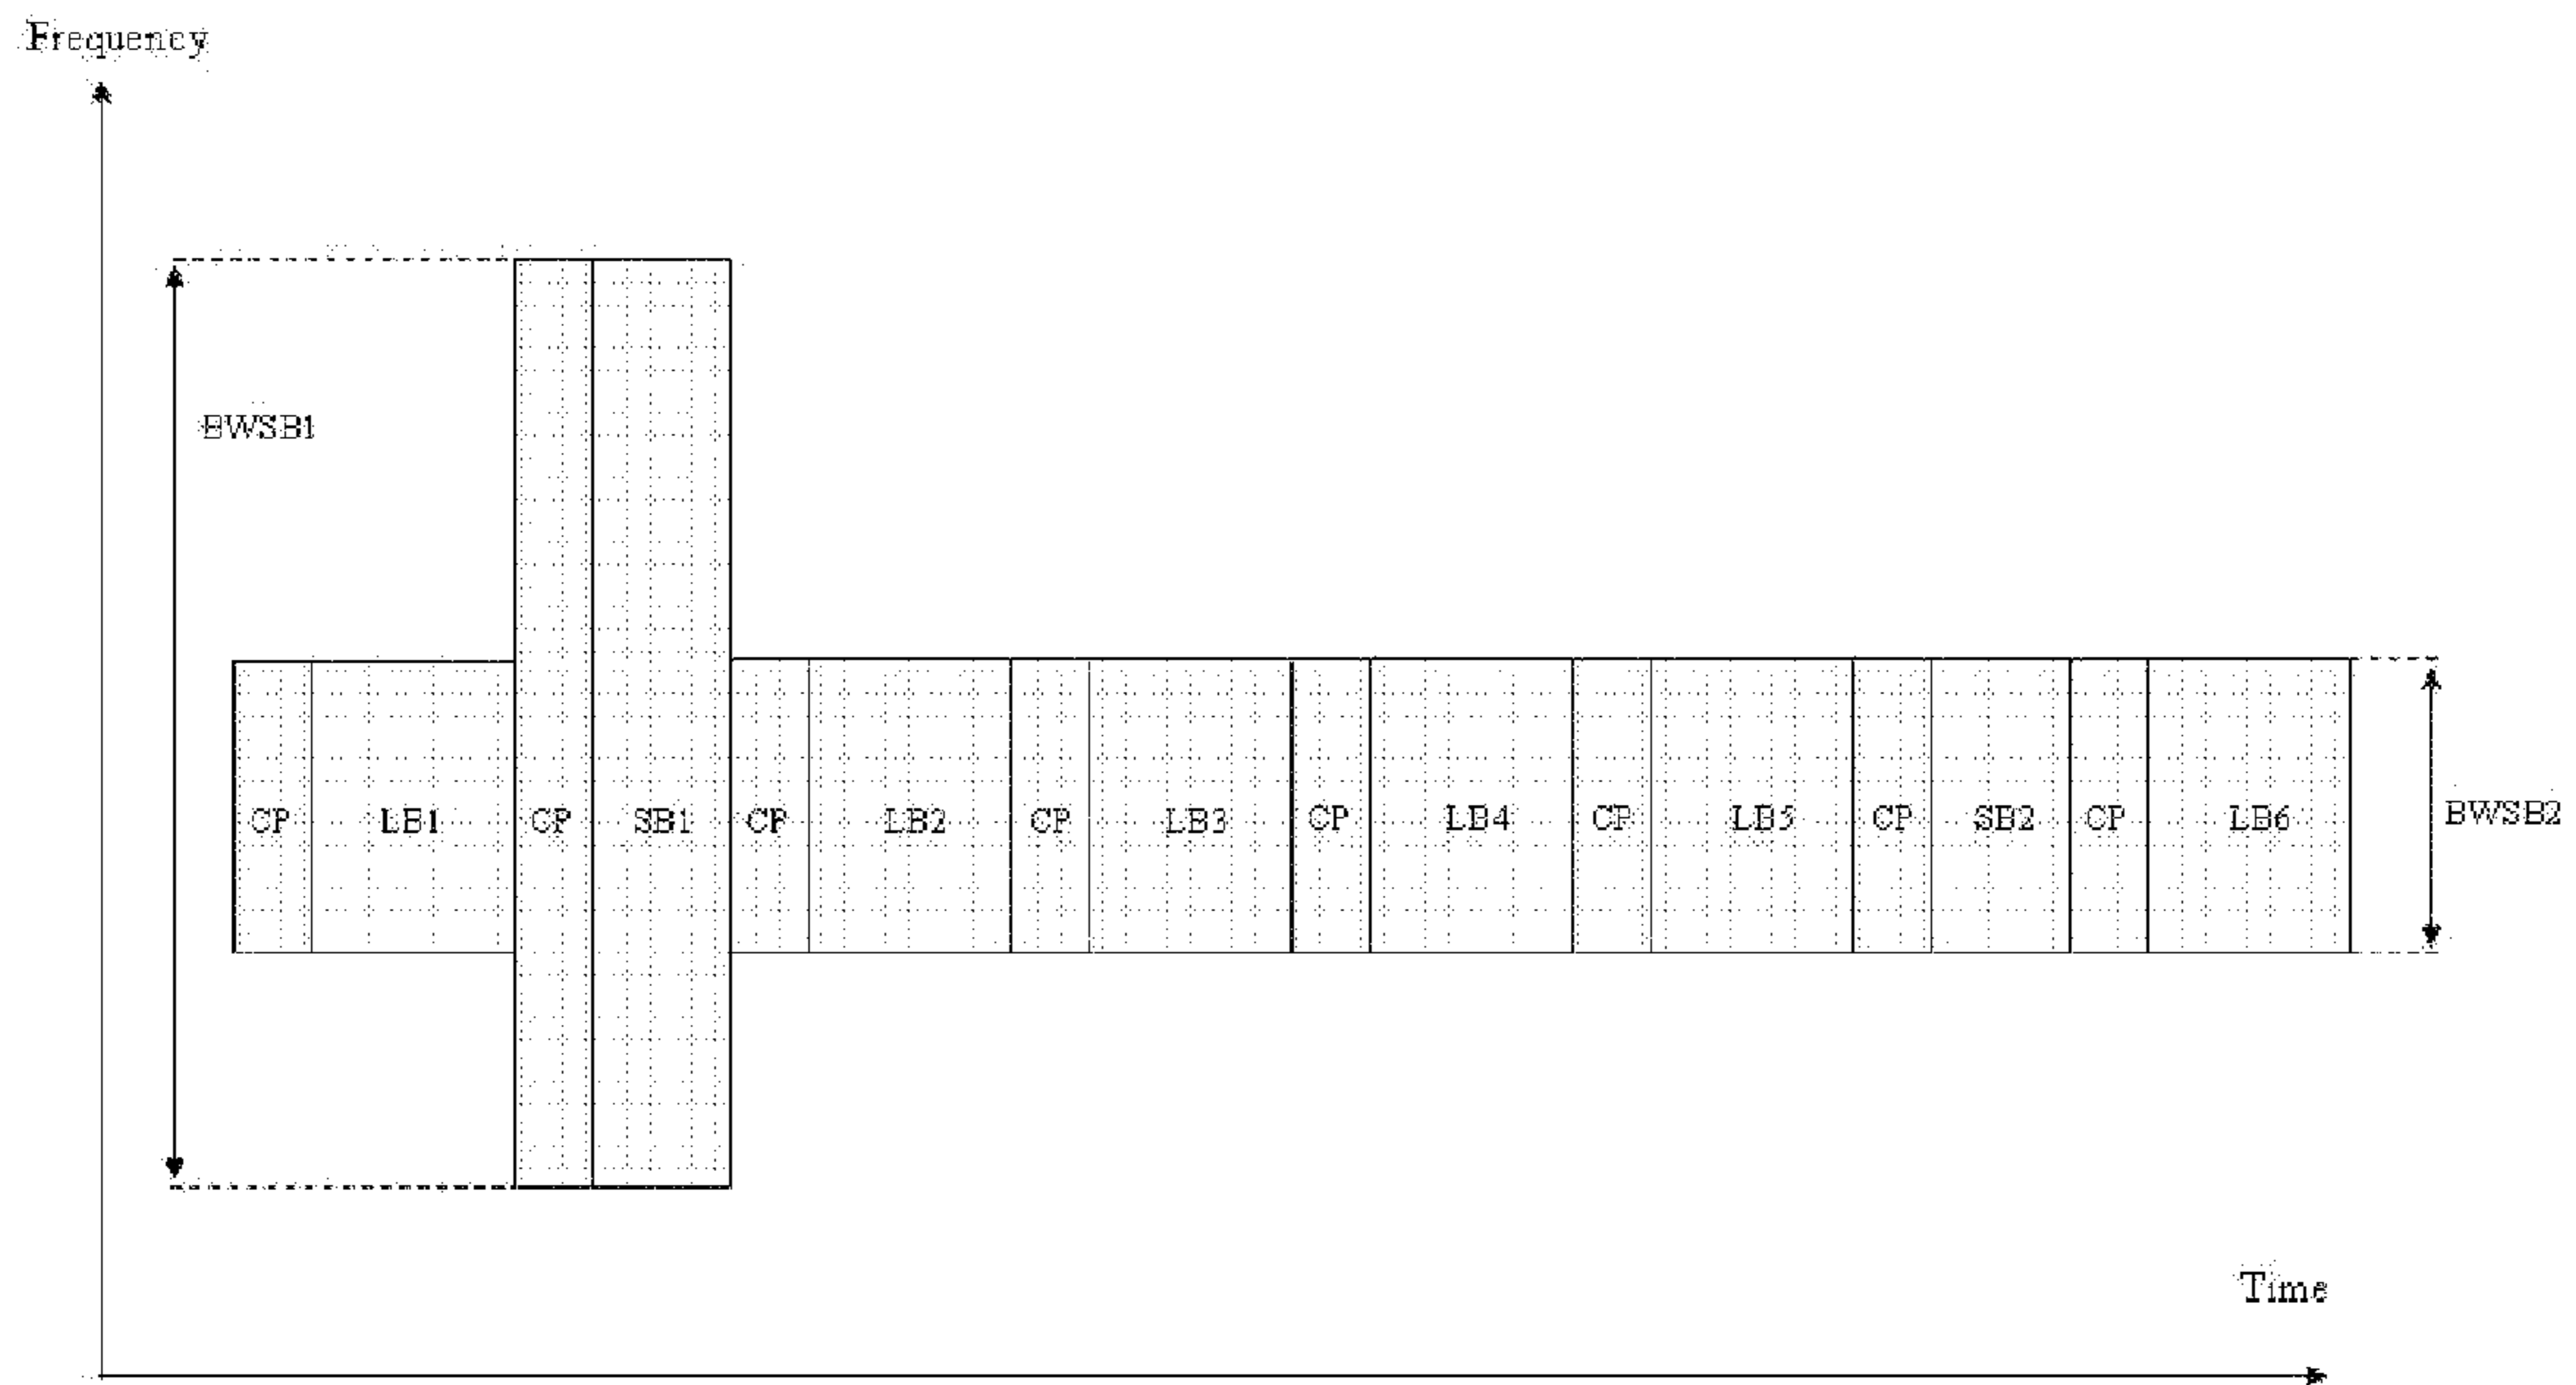 Frequency
BWSB1
CP LB1 CP SB1 CP LB2 CP LB3 CP LB4 CP LB5 CP SB2 CP LB6
BWSB2
Time